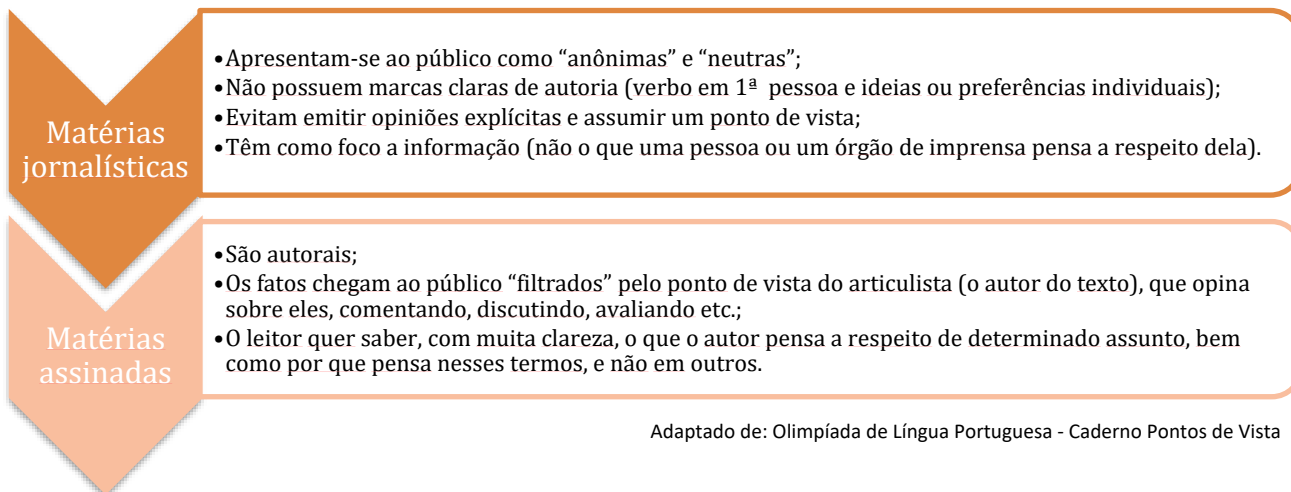 Matérias
jornalísticas
•Apresentam-se ao público como “anônimas” e “neutras”;
•Não possuem marcas claras de autoria (verbo em 1ª pessoa e ideias ou preferências individuais);
•Evitam emitir opiniões explícitas e assumir um ponto de vista;
•Têm como foco a informação (não o que uma pessoa ou um órgão de imprensa pensa a respeito dela).
Matérias
assinadas
•São autorais;
•Os fatos chegam ao público “filtrados” pelo ponto de vista do articulista (o autor do texto), que opina
sobre eles, comentando, discutindo, avaliando etc.;
•O leitor quer saber, com muita clareza, o que o autor pensa a respeito de determinado assunto, bem
como por que pensa nesses termos, e não em outros.
Adaptado de: Olimpíada de Língua Portuguesa - Caderno Pontos de Vista